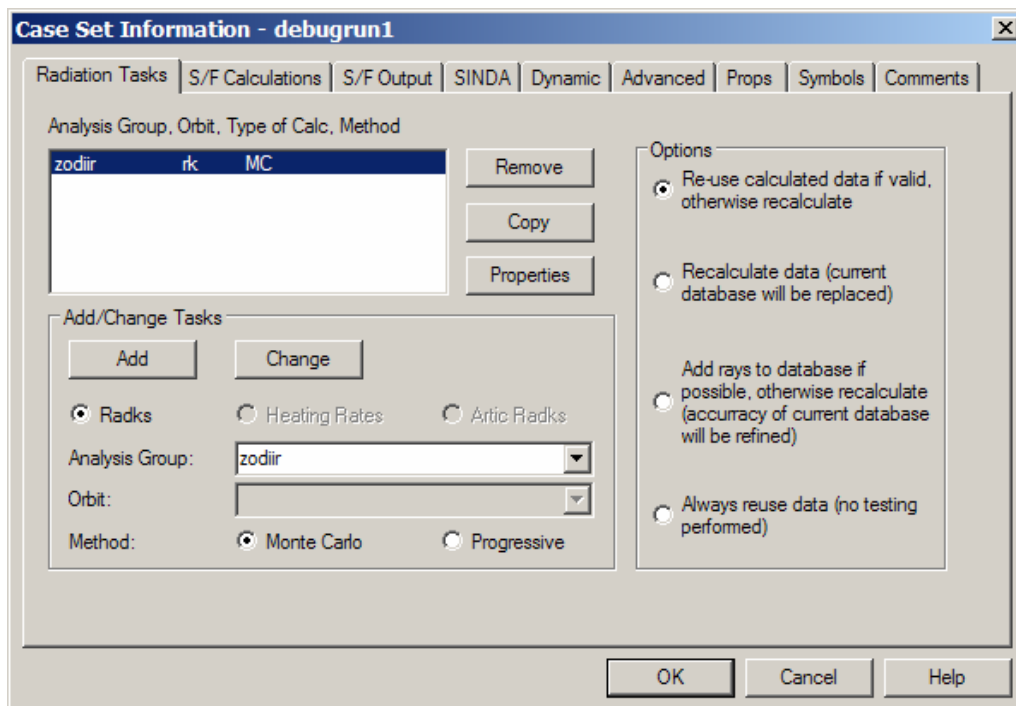 Case Set Information - debugrun1
Radiation Tasks S/F Calculations S/F Output SINDA Dynamic Advanced Props Symbols Comments
Analysis Group, Orbit, Type of Calc, Method
zodiir rk MC
Remove
Copy
Properties
Add/Change Tasks
Add Change
Radks Heating Rates Artic Radks
Analysis Group: zodiir
Orbit:
Method: Monte Carlo Progressive
Options
Re-use calculated data if valid,
otherwise recalculate
Recalculate data (current
database will be replaced)
Add rays to database if
possible, otherwise recalculate
(accurracy of current database
will be refined)
Always reuse data (no testing
performed)
OK Cancel Help